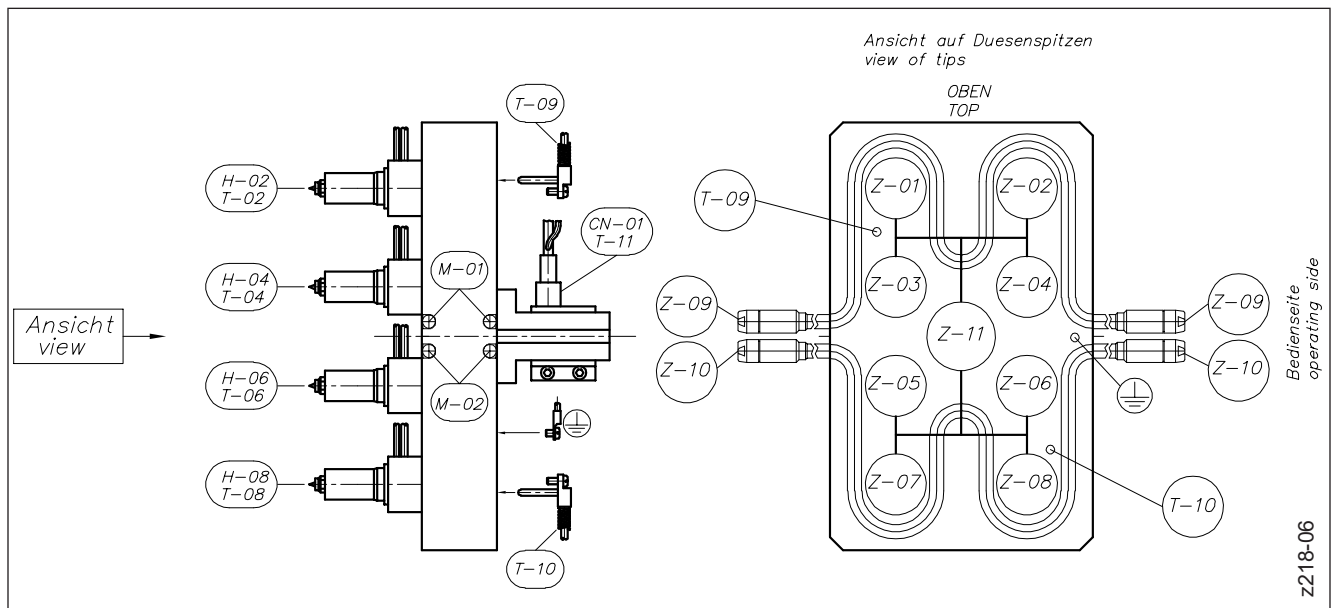 Ansicht auf Duesenspitzen
view of tips
OBEN
TOP
T-09
H-02
T-02
CN-01
T-11
H-04
T-04
M-01
Ansicht
view
H-06
T-06
M-02
H-08
T-08
T-10
Z-01
Z-02
T-09
Z-03
Z-04
Z-09
Z-09
Z-11
Z-10
Z-10
Z-05
Z-06
Z-07
Z-08
T-10
Bedienseite
operating side
z218-06